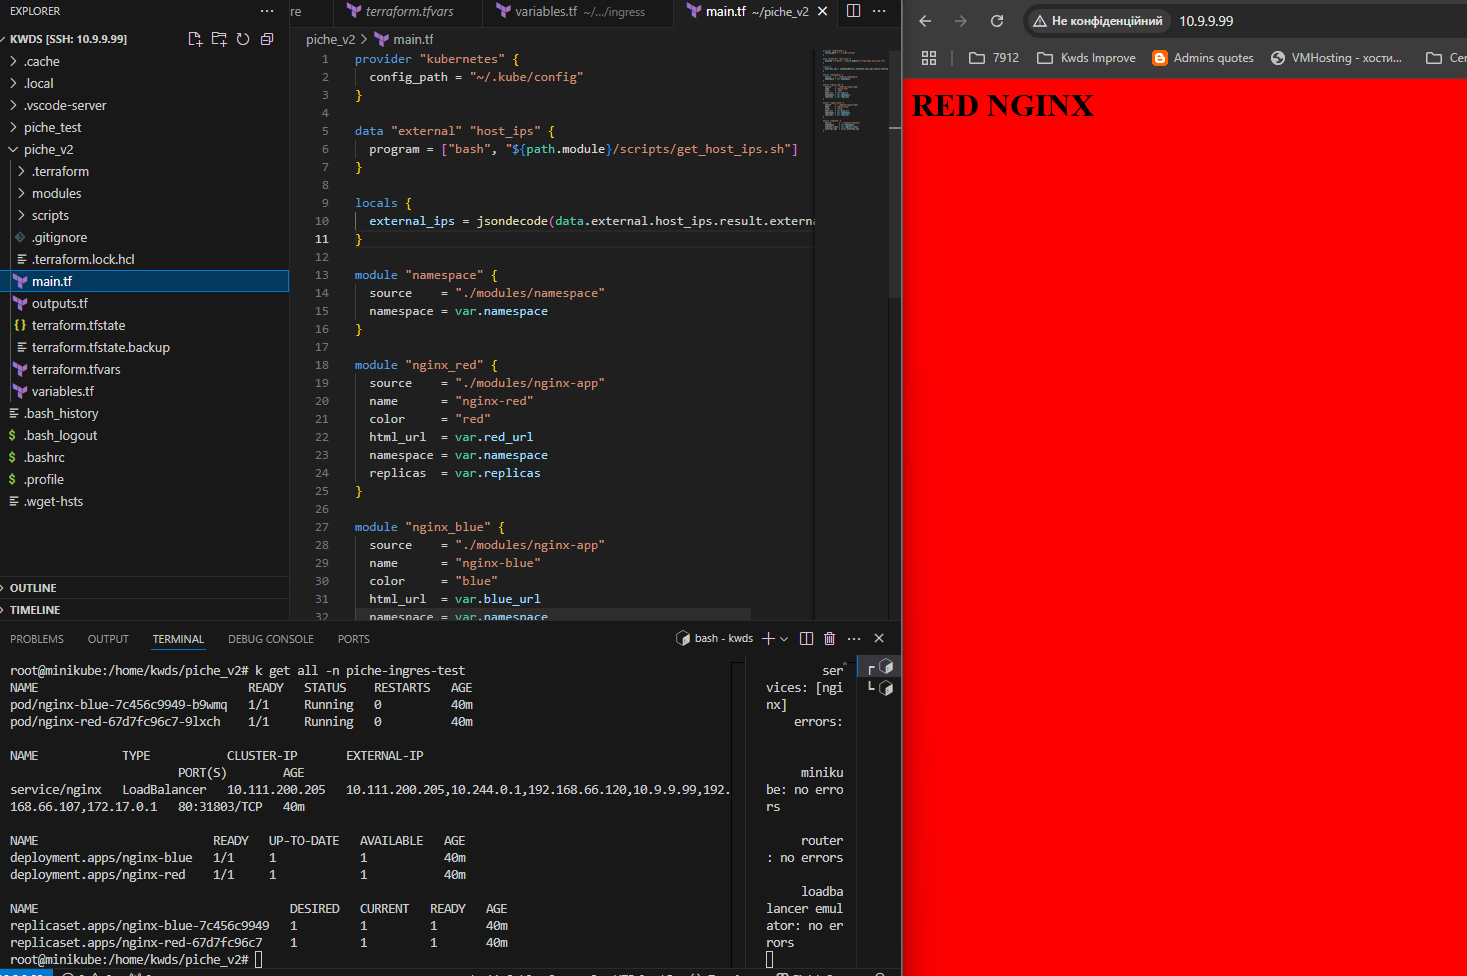 EXPLORER
···
re
terraform.tfvars
variables.tf ~/.../ingress
main.tf ~/piche_v2
···
KWDS [SSH: 10.9.9.99]
.cache
.local
.vscode-server
piche_test
piche_v2
.terraform
modules
scripts
.gitignore
.terraform.lock.hcl
main.tf
outputs.tf
terraform.tfstate
terraform.tfstate.backup
terraform.tfvars
variables.tf
.bash_history
.bash_logout
.bashrc
.profile
.wget-hsts
OUTLINE
TIMELINE
piche_v2 > main.tf
1 provider "kubernetes" {
2 config_path = "~/.kube/config"
3 }
4
5 data "external" "host_ips" {
6 program = ["bash", "${path.module}/scripts/get_host_ips.sh"]
7 }
8
9 locals {
10 external_ips = jsondecode(data.external.host_ips.result.externa
11 }
12
13 module "namespace" {
14 source = "./modules/namespace"
15 namespace = var.namespace
16 }
17
18 module "nginx_red" {
19 source = "./modules/nginx-app"
20 name = "nginx-red"
21 color = "red"
22 html_url = var.red_url
23 namespace = var.namespace
24 replicas = var.replicas
25 }
26
27 module "nginx_blue" {
28 source = "./modules/nginx-app"
29 name = "nginx-blue"
30 color = "blue"
31 html_url = var.blue_url
32 namespace = var.namespace
PROBLEMS OUTPUT TERMINAL DEBUG CONSOLE PORTS
bash - kwds
root@minikube:/home/kwds/piche_v2# k get all -n piche-ingres-test
NAME READY STATUS RESTARTS AGE
pod/nginx-blue-7c456c9949-b9wmq 1/1 Running 0 40m
pod/nginx-red-67d7fc96c7-9lxch 1/1 Running 0 40m
NAME TYPE CLUSTER-IP EXTERNAL-IP
PORT(S) AGE
service/nginx LoadBalancer 10.111.200.205 10.111.200.205,10.244.0.1,192.168.66.120,10.9.9.99,192.
168.66.107,172.17.0.1 80:31803/TCP 40m
NAME READY UP-TO-DATE AVAILABLE AGE
deployment.apps/nginx-blue 1/1 1 1 40m
deployment.apps/nginx-red 1/1 1 1 40m
NAME DESIRED CURRENT READY AGE
replicaset.apps/nginx-blue-7c456c9949 1 1 1 40m
replicaset.apps/nginx-red-67d7fc96c7 1 1 1 40m
root@minikube:/home/kwds/piche_v2#
ser
vices: [ngi
nx]
errors:
miniku
be: no erro
rs
router
: no errors
loadba
lancer emul
ator: no er
rors
Не конфіденційний 10.9.9.99
7912
Kwds Improve
Admins quotes
VMHosting - хости...
Cer
RED NGINX